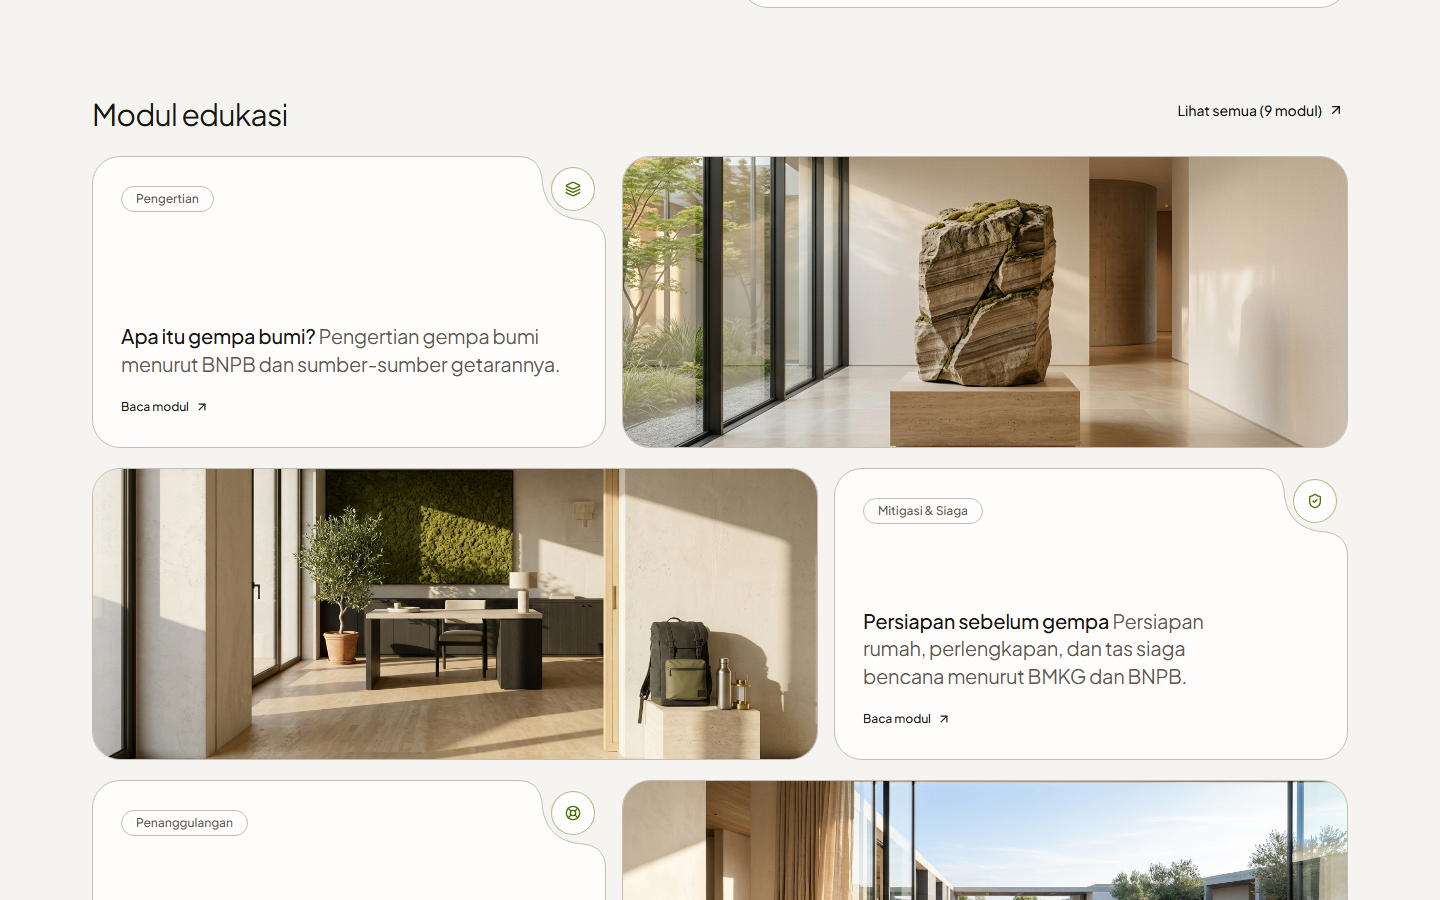 Modul edukasi
Lihat semua (9 modul)
Pengertian
Apa itu gempa bumi? Pengertian gempa bumi
menurut BNPB dan sumber-sumber getarannya.
Baca modul
Mitigasi & Siaga
Persiapan sebelum gempa Persiapan
rumah, perlengkapan, dan tas siaga
bencana menurut BMKG dan BNPB.
Baca modul
Penanggulangan